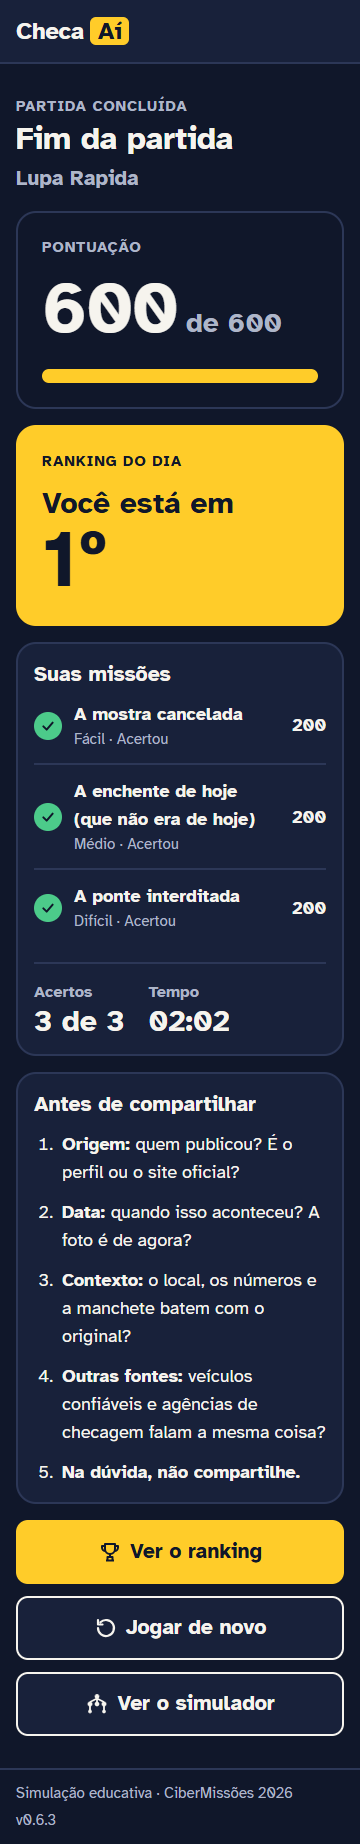 Checa Aí
PARTIDA CONCLUÍDA
Fim da partida
Lupa Rapida
PONTUAÇÃO
600 de 600
RANKING DO DIA
Você está em
1º
Suas missões
A mostra cancelada
Fácil · Acertou
200
A enchente de hoje
(que não era de hoje)
Médio · Acertou
200
A ponte interditada
Difícil · Acertou
200
Acertos
3 de 3
Tempo
02:02
Antes de compartilhar
1. Origem: quem publicou? É o
perfil ou o site oficial?
2. Data: quando isso aconteceu? A
foto é de agora?
3. Contexto: o local, os números e
a manchete batem com o
original?
4. Outras fontes: veículos
confiáveis e agências de
checagem falam a mesma coisa?
5. Na dúvida, não compartilhe.
Ver o ranking
Jogar de novo
Ver o simulador
Simulação educativa · CiberMissões 2026
v0.6.3